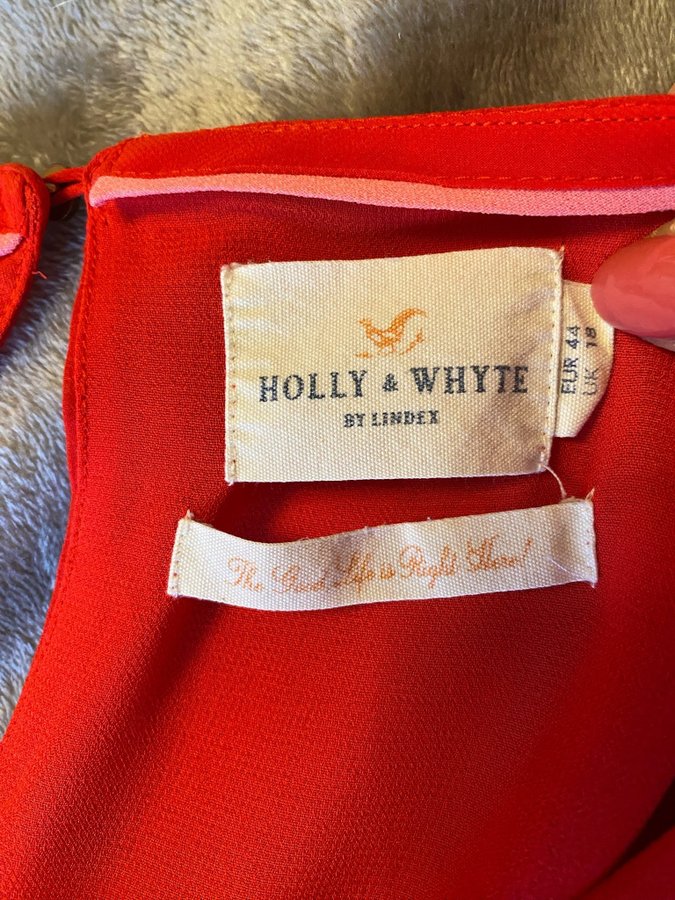 HOLLY & WHYTE
BY LINDEX
EUR 44
UK 18
The Good Life is Right Here!